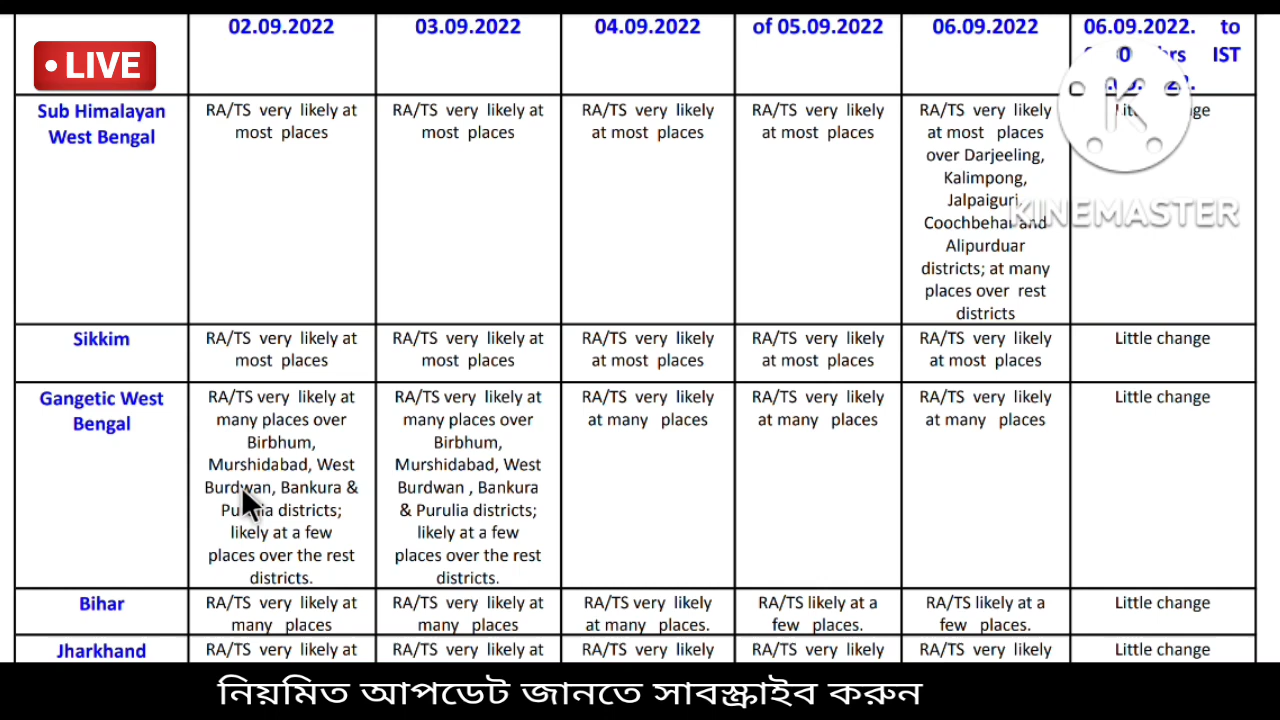 02.09.2022 03.09.2022 04.09.2022 of 05.09.2022 06.09.2022 06.09.2022. to
IST
• LIVE
Sub Himalayan
West Bengal
RA/TS very likely at
most places
RA/TS very likely at
most places
RA/TS very likely
at most places
RA/TS very likely
at most places
RA/TS very likely
at most places
over Darjeeling,
Kalimpong,
Jalpaiguri,
Coochbehar and
Alipurduar
districts; at many
places over rest
districts
KINEMASTER
Sikkim
RA/TS very likely at
most places
RA/TS very likely at
most places
RA/TS very likely
at most places
RA/TS very likely
at most places
RA/TS very likely
at most places
Little change
Gangetic West
Bengal
RA/TS very likely at
many places over
Birbhum,
Murshidabad, West
Burdwan, Bankura &
Purulia districts;
likely at a few
places over the rest
districts.
RA/TS very likely at
many places over
Birbhum,
Murshidabad, West
Burdwan , Bankura
& Purulia districts;
likely at a few
places over the rest
districts.
RA/TS very likely
at many places
RA/TS very likely
at many places
RA/TS very likely
at many places
Little change
Bihar
RA/TS very likely at
many places
RA/TS very likely at
many places
RA/TS very likely
at many places.
RA/TS likely at a
few places.
RA/TS likely at a
few places.
Little change
Jharkhand
RA/TS very likely at
RA/TS very likely at
RA/TS very likely
RA/TS very likely
RA/TS very likely
Little change
নিয়মিত আপডেট জানতে সাবস্ক্রাইব করুন